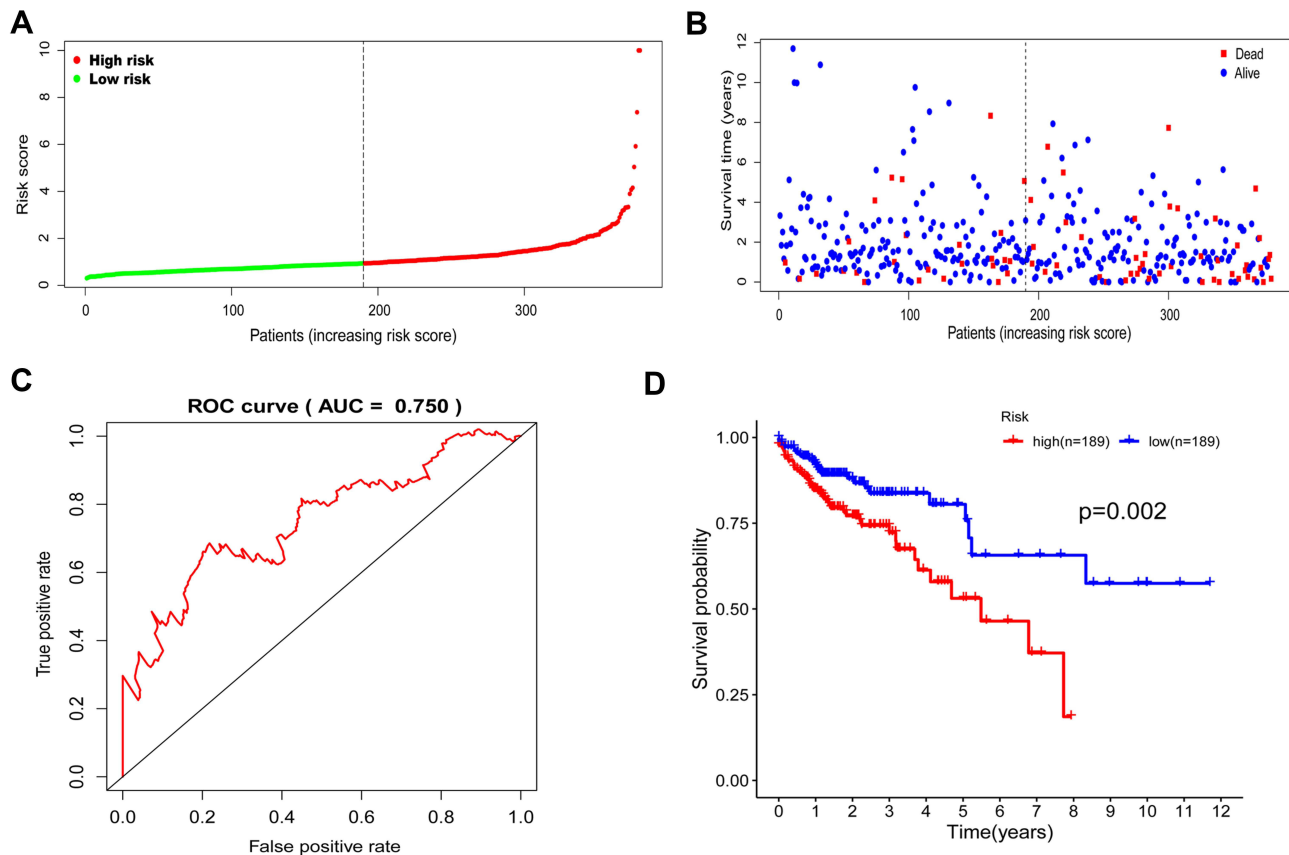 A
High risk
Low risk
Risk score
0 2 4 6 8 10
0 100 200 300
Patients (increasing risk score)
B
Dead
Alive
Survival time (years)
0 2 4 6 8 10 12
0 100 200 300
Patients (increasing risk score)
C
ROC curve ( AUC = 0.750 )
True positive rate
0.0 0.2 0.4 0.6 0.8 1.0
0.0 0.2 0.4 0.6 0.8 1.0
False positive rate
D
Risk
high(n=189) low(n=189)
p=0.002
Survival probability
1.00
0.75
0.50
0.25
0.00
0 1 2 3 4 5 6 7 8 9 10 11 12
Time(years)